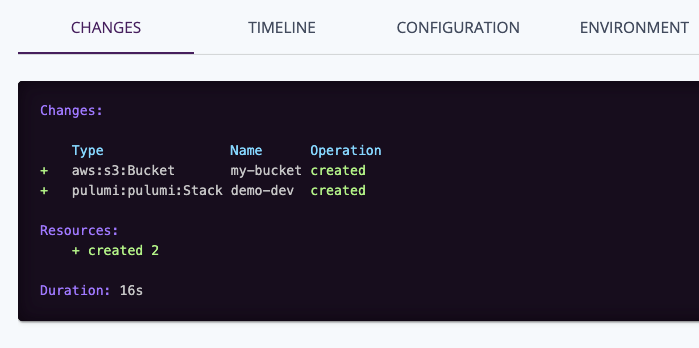 CHANGES TIMELINE CONFIGURATION ENVIRONMENT
Changes:
Type Name Operation
+ aws:s3:Bucket my-bucket created
+ pulumi:pulumi:Stack demo-dev created
Resources:
+ created 2
Duration: 16s